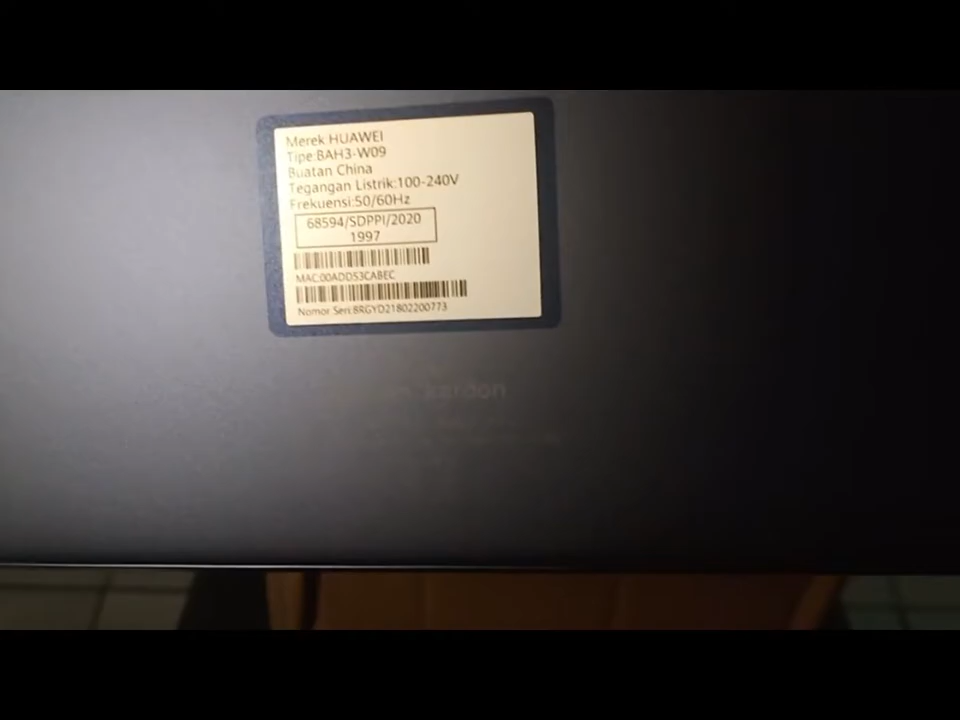 Merek HUAWEI
Tipe:BAH3-W09
Buatan China
Tegangan Listrik:100-240V
Frekuensi:50/60Hz
68594/SDPPI/2020
1997
MAC:00ADD53CABEC
Nomor Seri:8RGYD21802200773
kardon